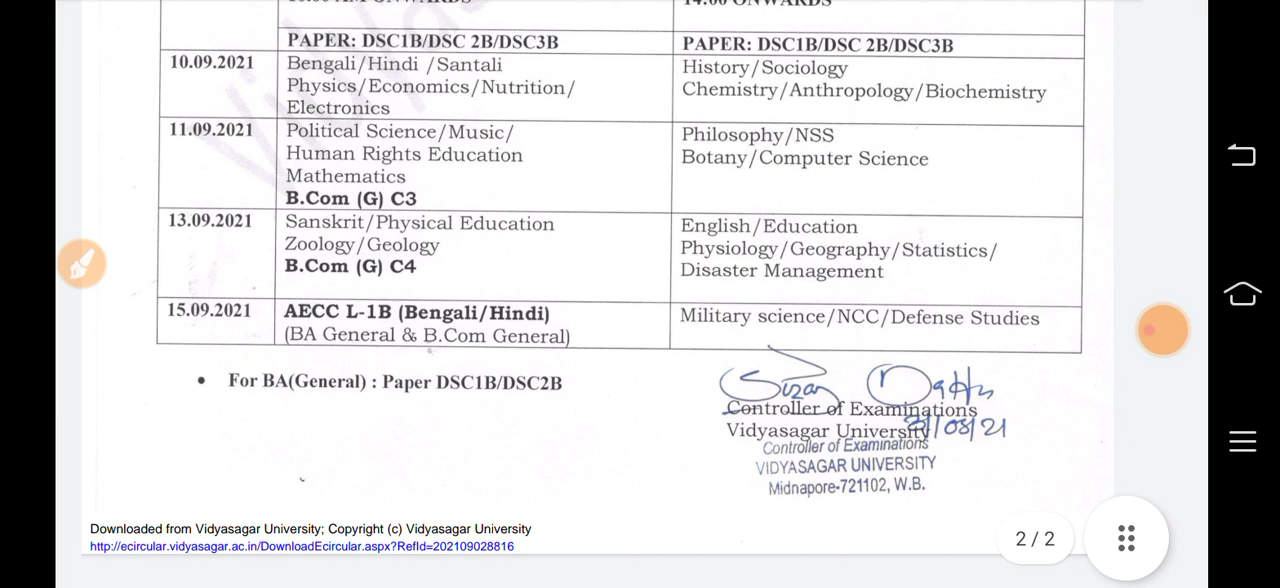 PAPER: DSC1B/DSC 2B/DSC3B
PAPER: DSC1B/DSC 2B/DSC3B
10.09.2021
Bengali/Hindi /Santali
Physics/Economics/Nutrition/
Electronics
History/Sociology
Chemistry/Anthropology/Biochemistry
11.09.2021
Political Science/Music/
Human Rights Education
Mathematics
B.Com (G) C3
Philosophy/NSS
Botany/Computer Science
13.09.2021
Sanskrit/Physical Education
Zoology/Geology
B.Com (G) C4
English/Education
Physiology/Geography/Statistics/
Disaster Management
15.09.2021
AECC L-1B (Bengali/Hindi)
(BA General & B.Com General)
Military science/NCC/Defense Studies
• For BA(General) : Paper DSC1B/DSC2B
Controller of Examinations
Vidyasagar University
Controller of Examinations
VIDYASAGAR UNIVERSITY
Midnapore-721102, W.B.
Downloaded from Vidyasagar University; Copyright (c) Vidyasagar University
http://ecircular.vidyasagar.ac.in/DownloadEcircular.aspx?RefId=202109028816
2 / 2